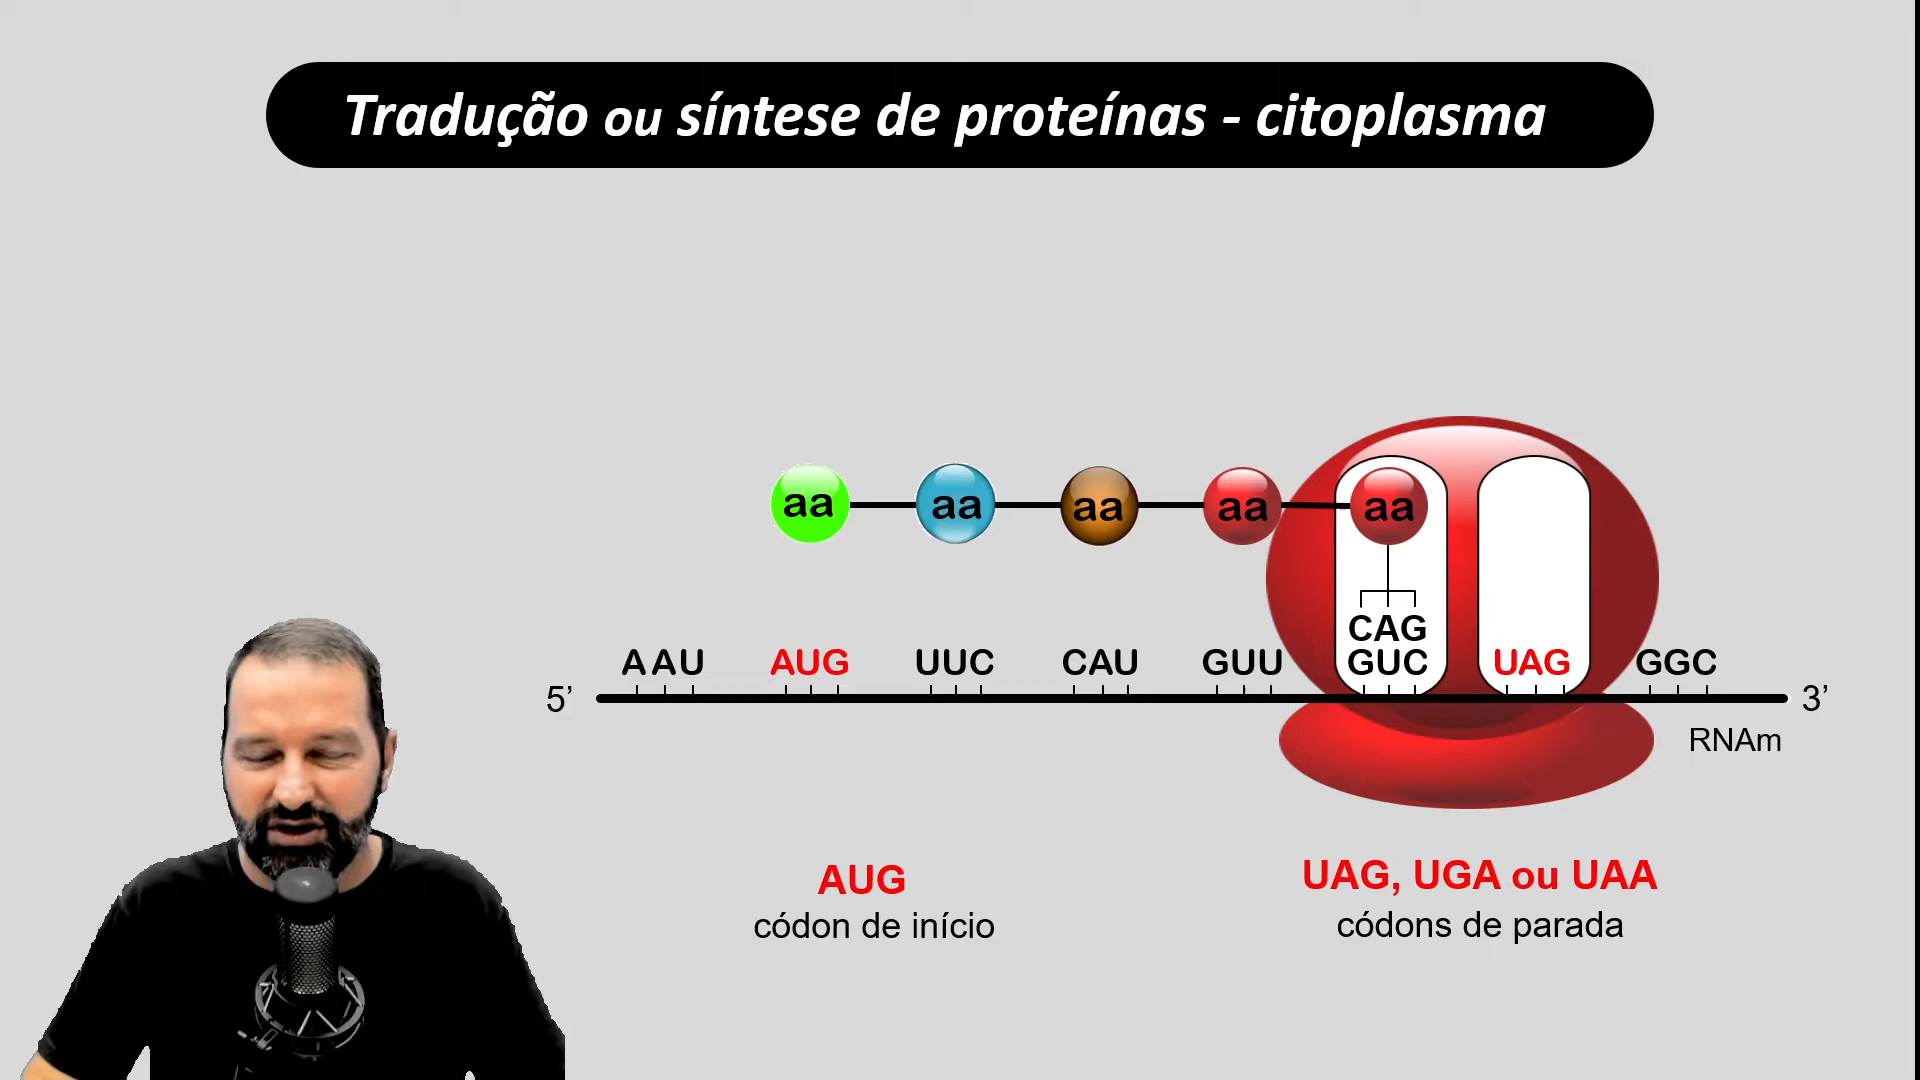 Tradução ou síntese de proteínas - citoplasma
aa aa aa aa aa
CAG
AAU AUG UUC CAU GUU GUC UAG GGC
5’ 3’
RNAm
AUG
códon de início
UAG, UGA ou UAA
códons de parada